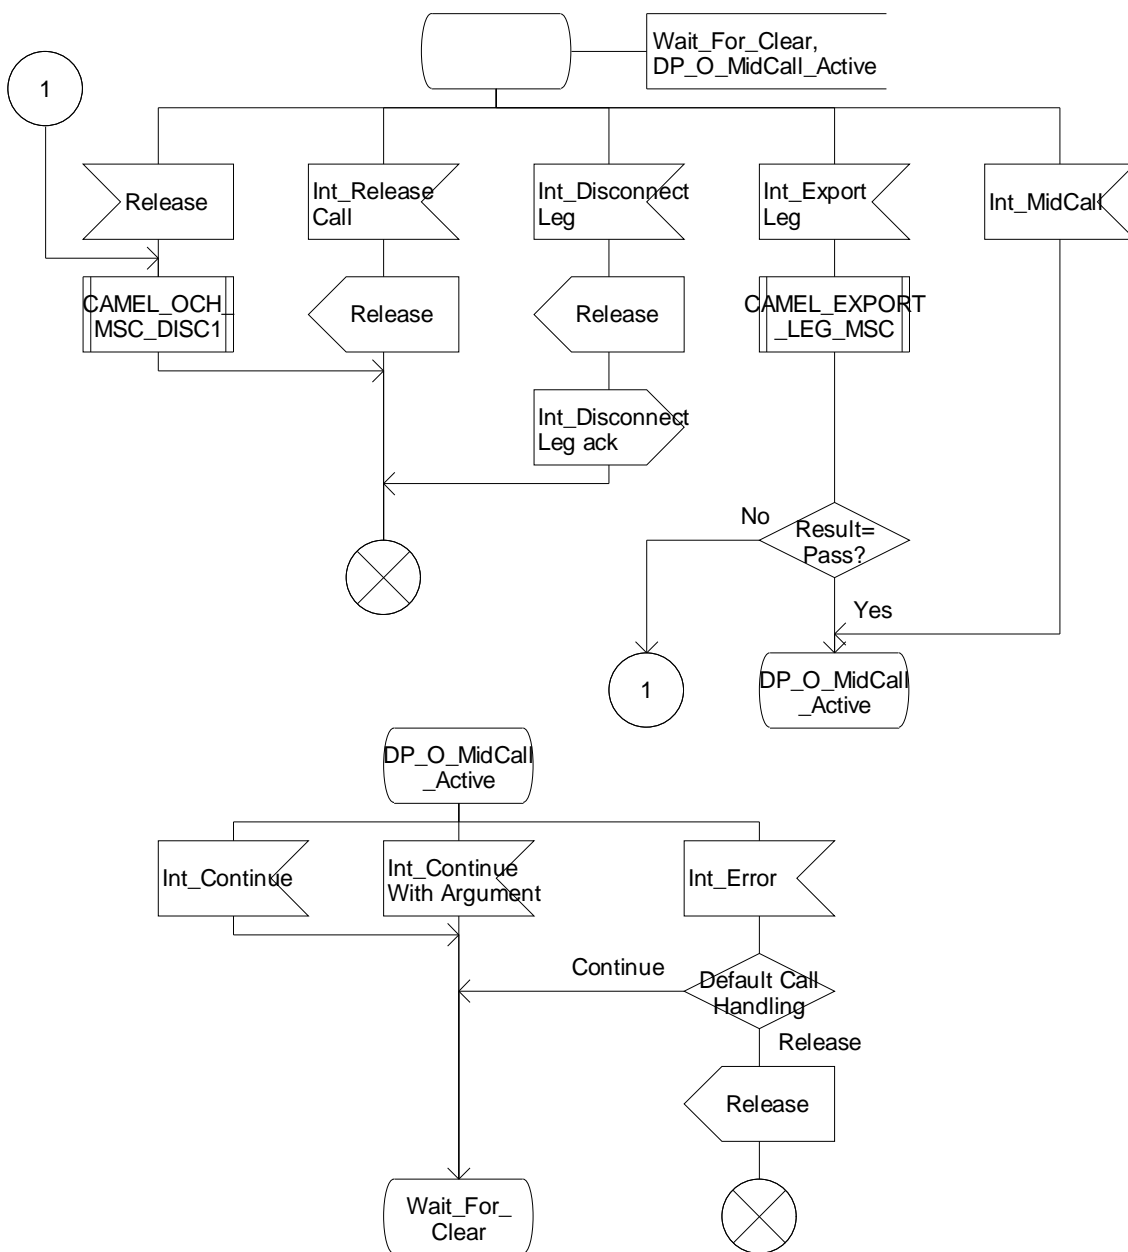 Wait_For_Clear,
DP_O_MidCall_Active
1
Release
Int_Release
Call
Int_Disconnect
Leg
Int_Export
Leg
Int_MidCall
CAMEL_OCH_
MSC_DISC1
Release
Release
CAMEL_EXPORT
_LEG_MSC
Int_Disconnect
Leg ack
No
Result=
Pass?
Yes
1
DP_O_MidCall
_Active
DP_O_MidCall
_Active
Int_Continue
Int_Continue
With Argument
Int_Error
Continue
Default Call
Handling
Release
Release
Wait_For_
Clear